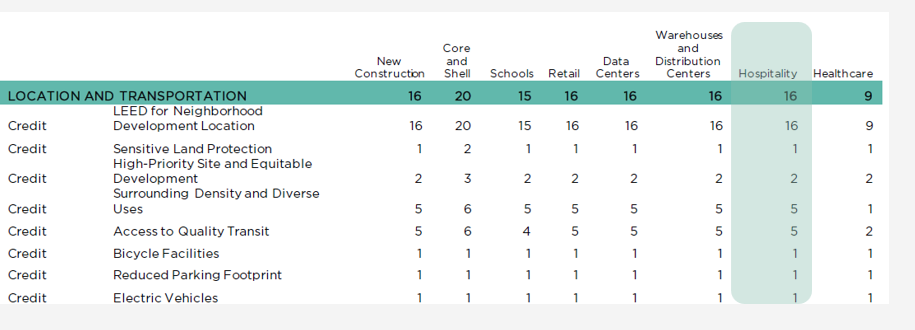 New Construction Core and Shell Schools Retail Data Centers Warehouses and Distribution Centers Hospitality Healthcare
LOCATION AND TRANSPORTATION 16 20 15 16 16 16 16 9
Credit LEED for Neighborhood Development Location 16 20 15 16 16 16 16 9
Credit Sensitive Land Protection 1 2 1 1 1 1 1 1
Credit High-Priority Site and Equitable Development 2 3 2 2 2 2 2 2
Credit Surrounding Density and Diverse Uses 5 6 5 5 5 5 5 1
Credit Access to Quality Transit 5 6 4 5 5 5 5 2
Credit Bicycle Facilities 1 1 1 1 1 1 1 1
Credit Reduced Parking Footprint 1 1 1 1 1 1 1 1
Credit Electric Vehicles 1 1 1 1 1 1 1 1